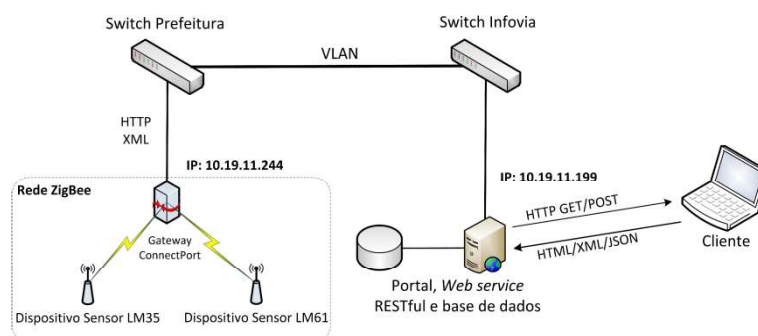 Switch Prefeitura
Switch Infovia
VLAN
HTTP
XML
IP: 10.19.11.244
IP: 10.19.11.199
Rede ZigBee
HTTP GET/POST
Gateway
ConnectPort
HTML/XML/JSON
Cliente
Portal, Web service
RESTful e base de dados
Dispositivo Sensor LM35
Dispositivo Sensor LM61